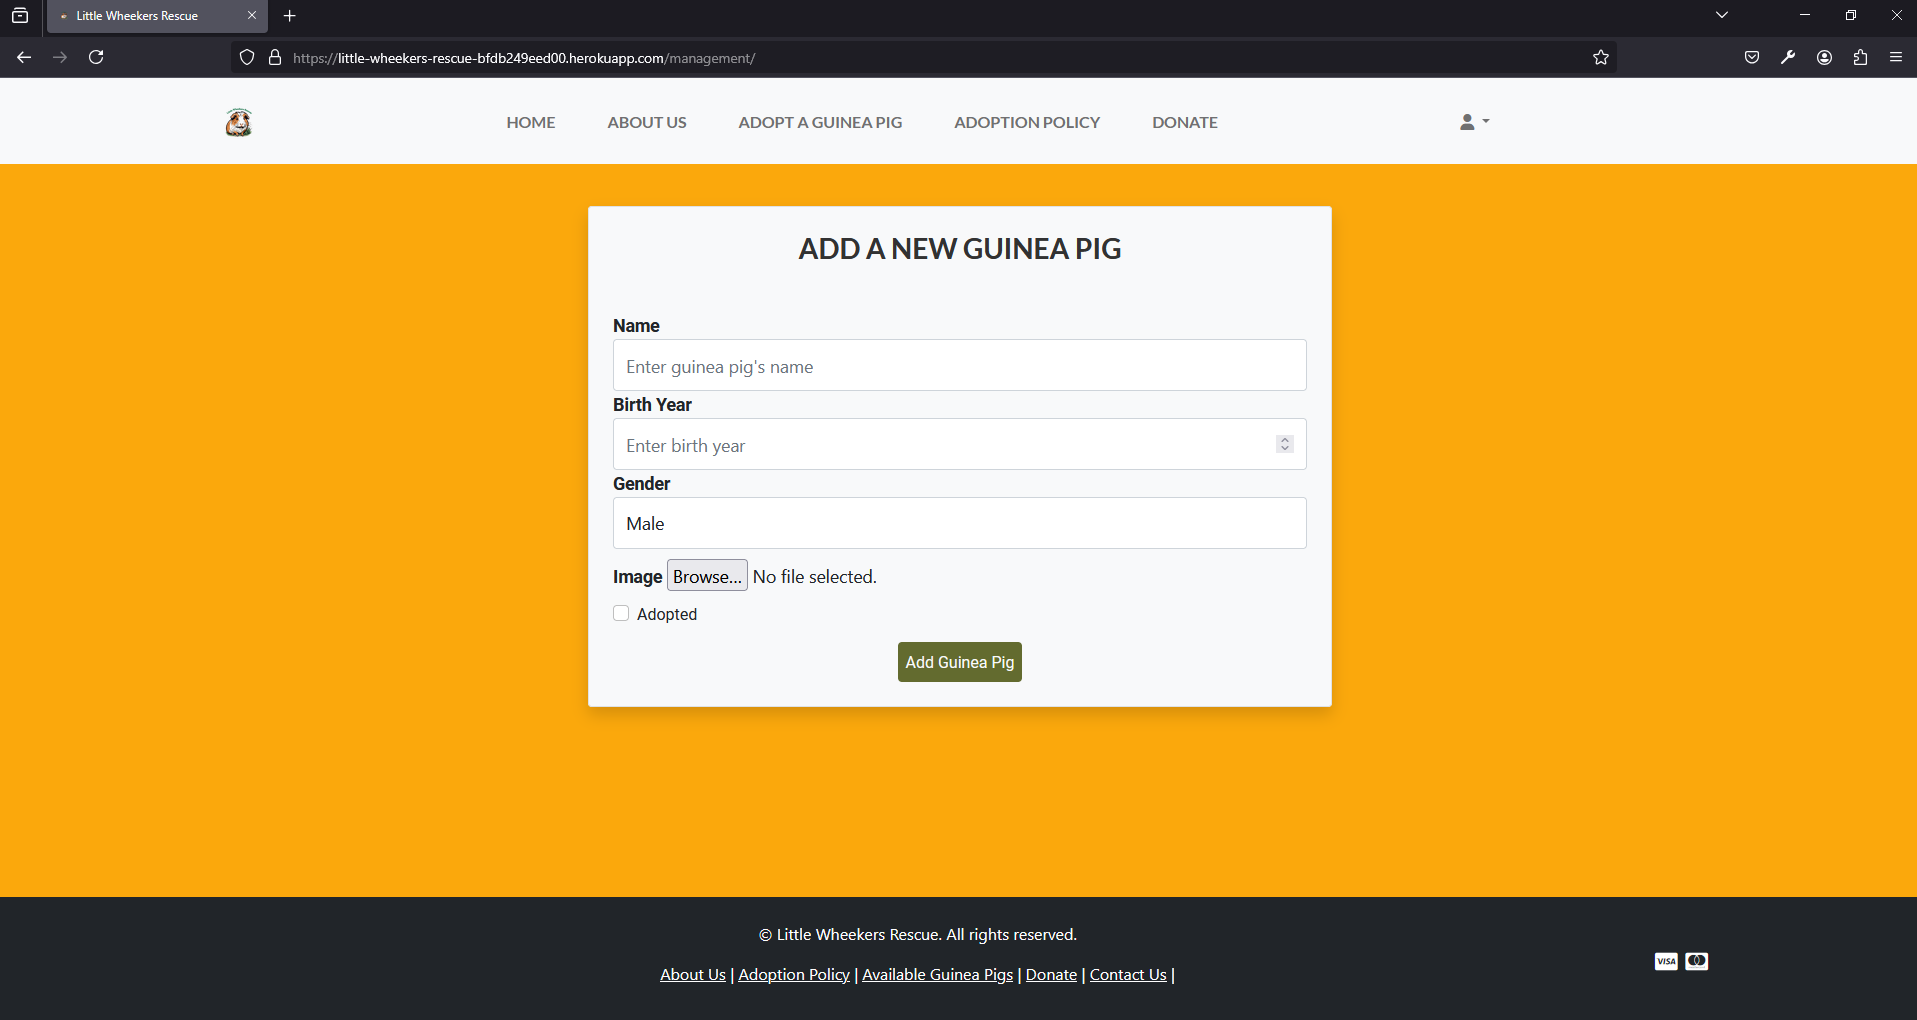 Little Wheekers Rescue
https://little-wheekers-rescue-bfdb249eed00.herokuapp.com/management/
HOME ABOUT US ADOPT A GUINEA PIG ADOPTION POLICY DONATE
ADD A NEW GUINEA PIG
Name
Enter guinea pig's name
Birth Year
Enter birth year
Gender
Male
Image Browse... No file selected.
Adopted
Add Guinea Pig
© Little Wheekers Rescue. All rights reserved.
About Us | Adoption Policy | Available Guinea Pigs | Donate | Contact Us |
VISA